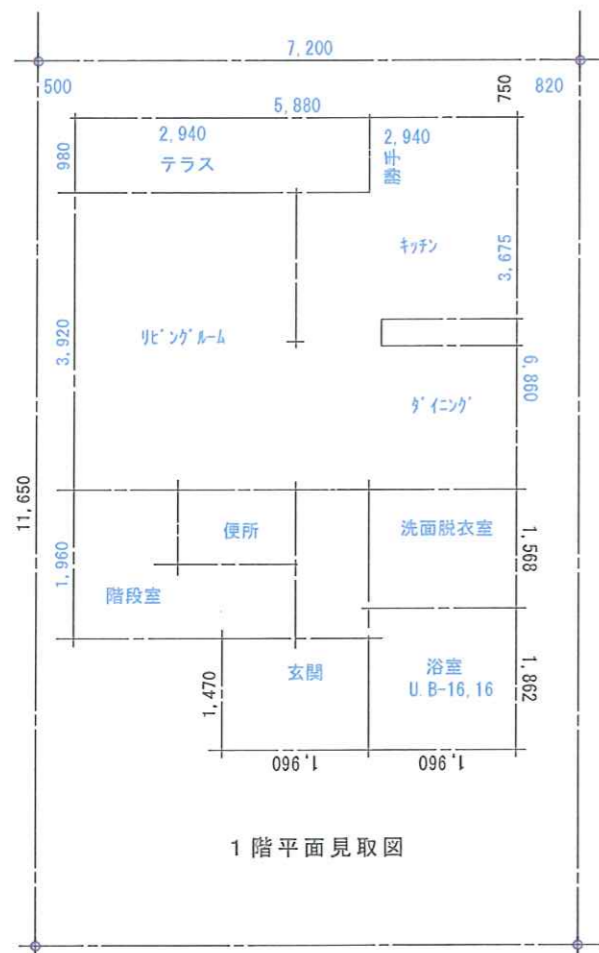 7,200
500
820
750
5,880
2,940
2,940
980
テラス
勝手
キッチン
3,675
3,920
リビングルーム
6,860
ダイニング
11,650
便所
洗面脱衣室
1,568
1,960
階段室
玄関
浴室
U.B-16,16
1,470
1,862
1,960
1,960
1階平面見取図